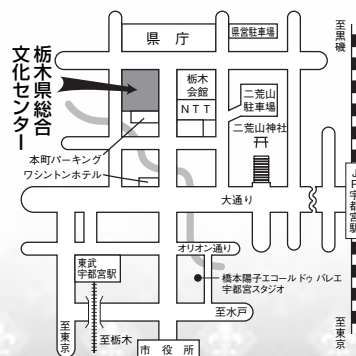 至黒磯
県庁
県営駐車場
栃木県総合
文化センター
栃木
会館
NTT
二荒山
駐車場
二荒山神社
本町パーキング
ワシントンホテル
大通り
JR宇都宮駅
オリオン通り
東武
宇都宮駅
橋本陽子エコールドゥバレエ
宇都宮スタジオ
至水戸
至東京
至栃木
市役所
至東京